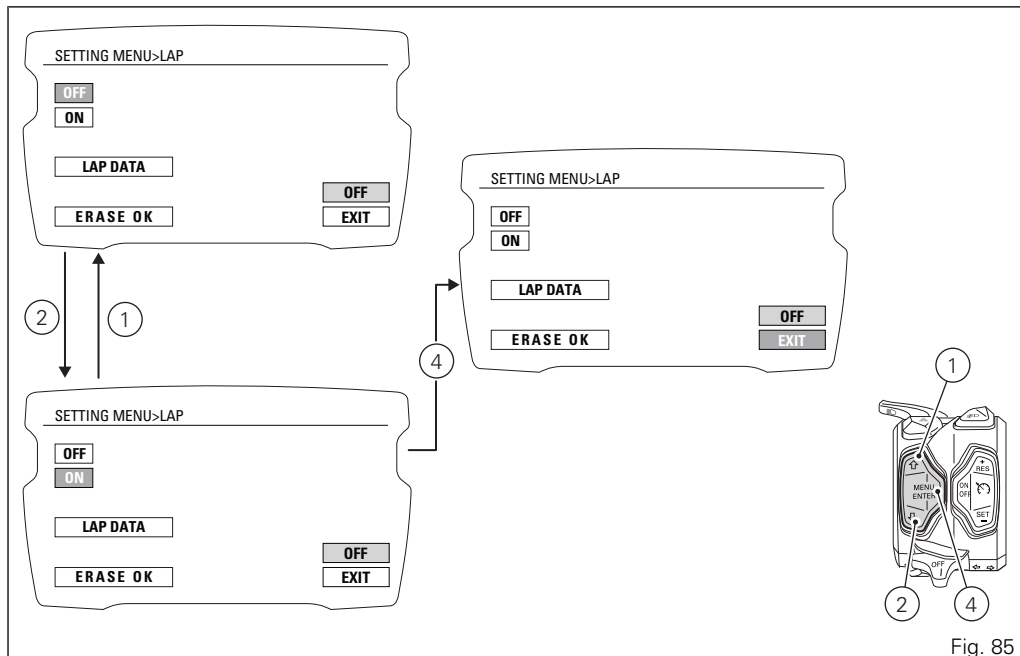 SETTING MENU>LAP
OFF
ON
LAP DATA
OFF
ERASE OK
EXIT
2
1
SETTING MENU>LAP
OFF
ON
LAP DATA
OFF
ERASE OK
EXIT
4
SETTING MENU>LAP
OFF
ON
LAP DATA
OFF
ERASE OK
EXIT
1
+
RES
MENU
ENTER
ON
OFF
SET
-
OFF
2
4
Fig. 85